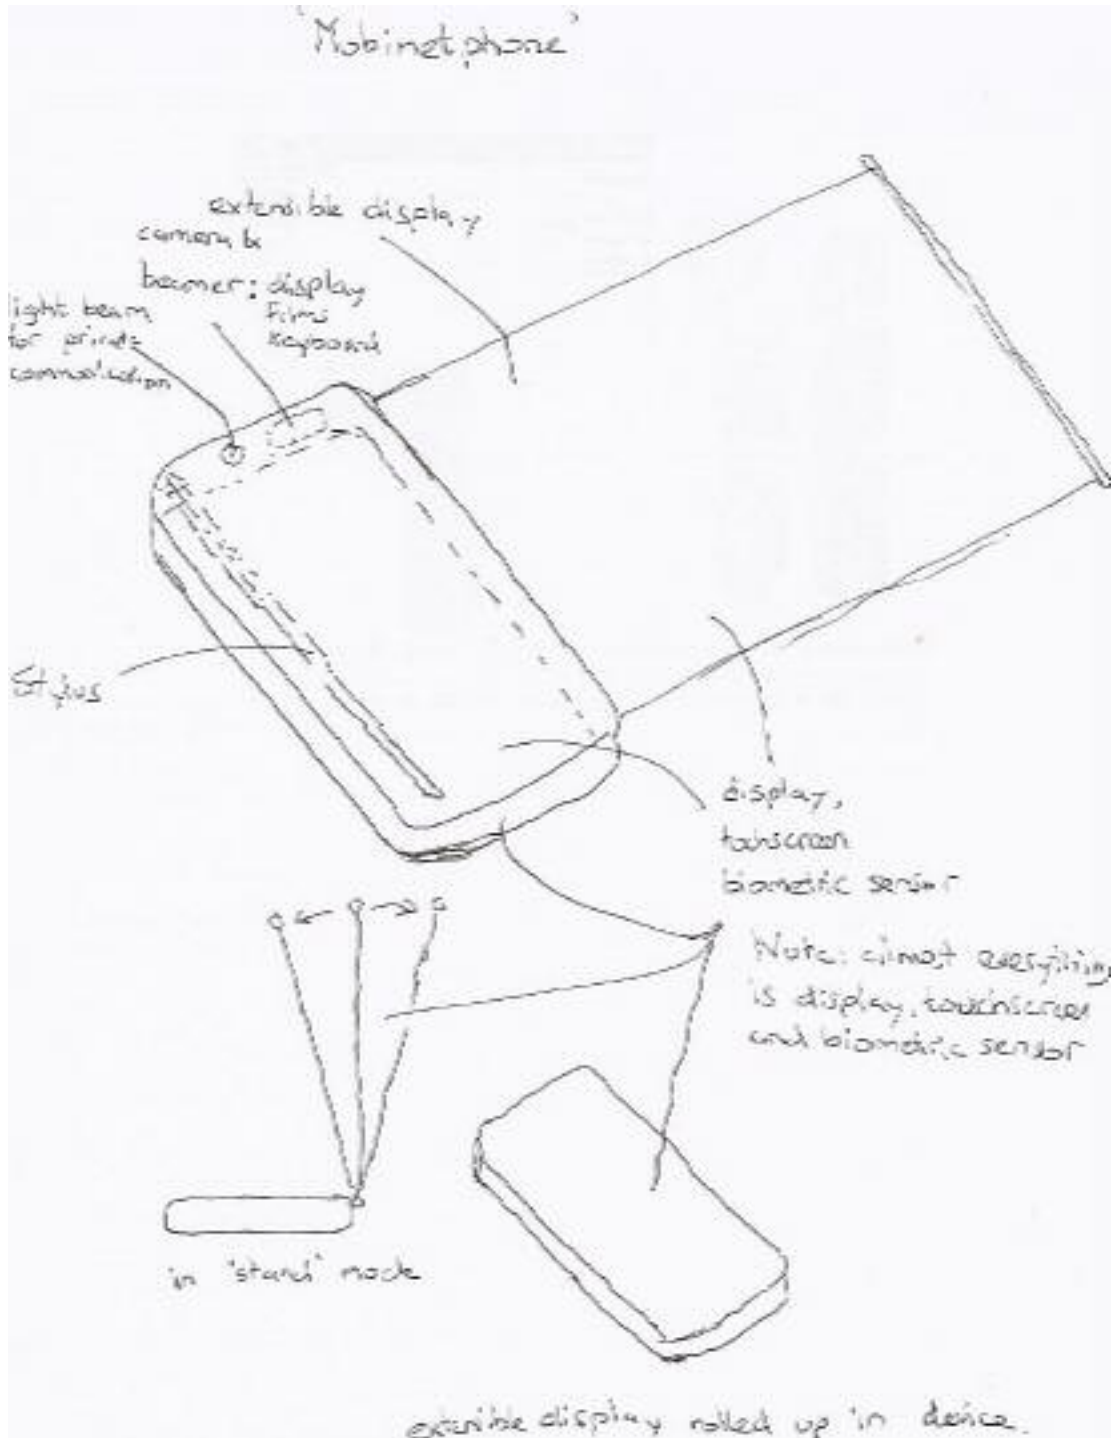 'Mobinetphone'
extensible display
camera &
beamer: display
films
keyboard
light beam
for private
Stylus
display,
touchscreen
biometric sensor
Note: almost everything
is display, touchscreen
and biometric sensor
in "stand" mode
extensible display rolled up in device.